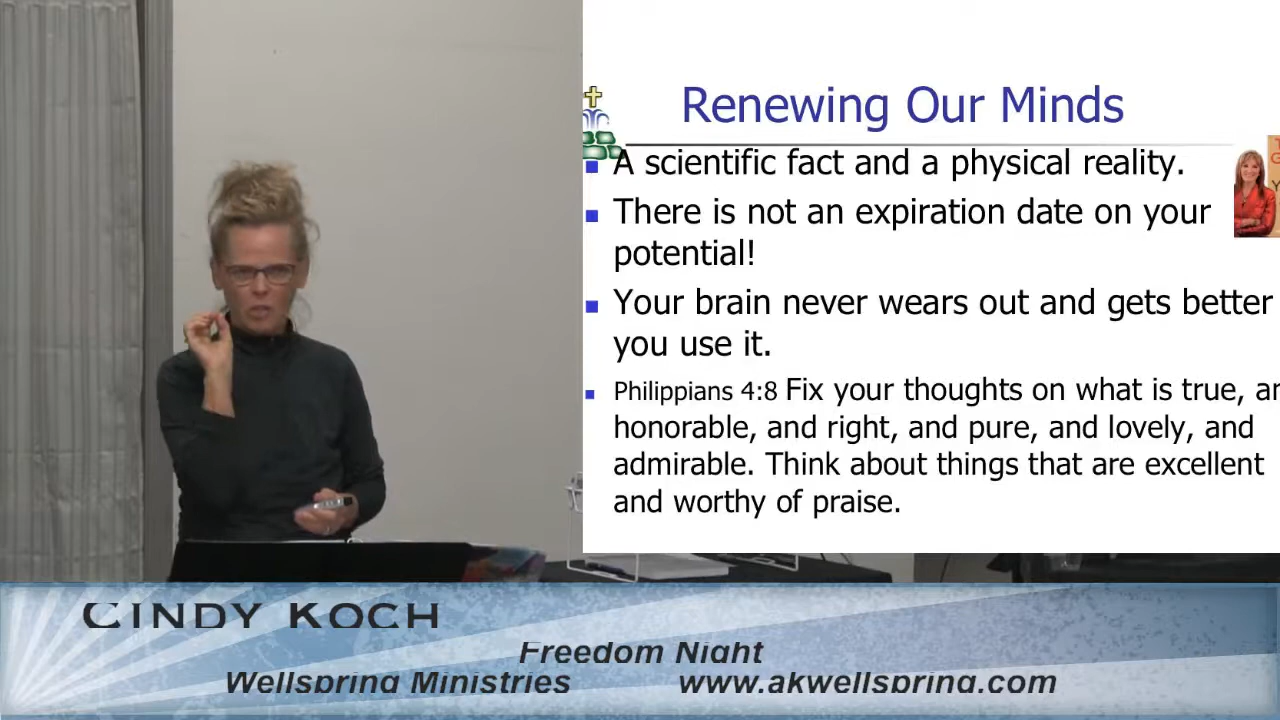 Renewing Our Minds
A scientific fact and a physical reality.
There is not an expiration date on your
potential!
Your brain never wears out and gets better
you use it.
Philippians 4:8 Fix your thoughts on what is true, an
honorable, and right, and pure, and lovely, and
admirable. Think about things that are excellent
and worthy of praise.
CINDY KOCH
Freedom Night
Wellspring Ministries www.akwellspring.com